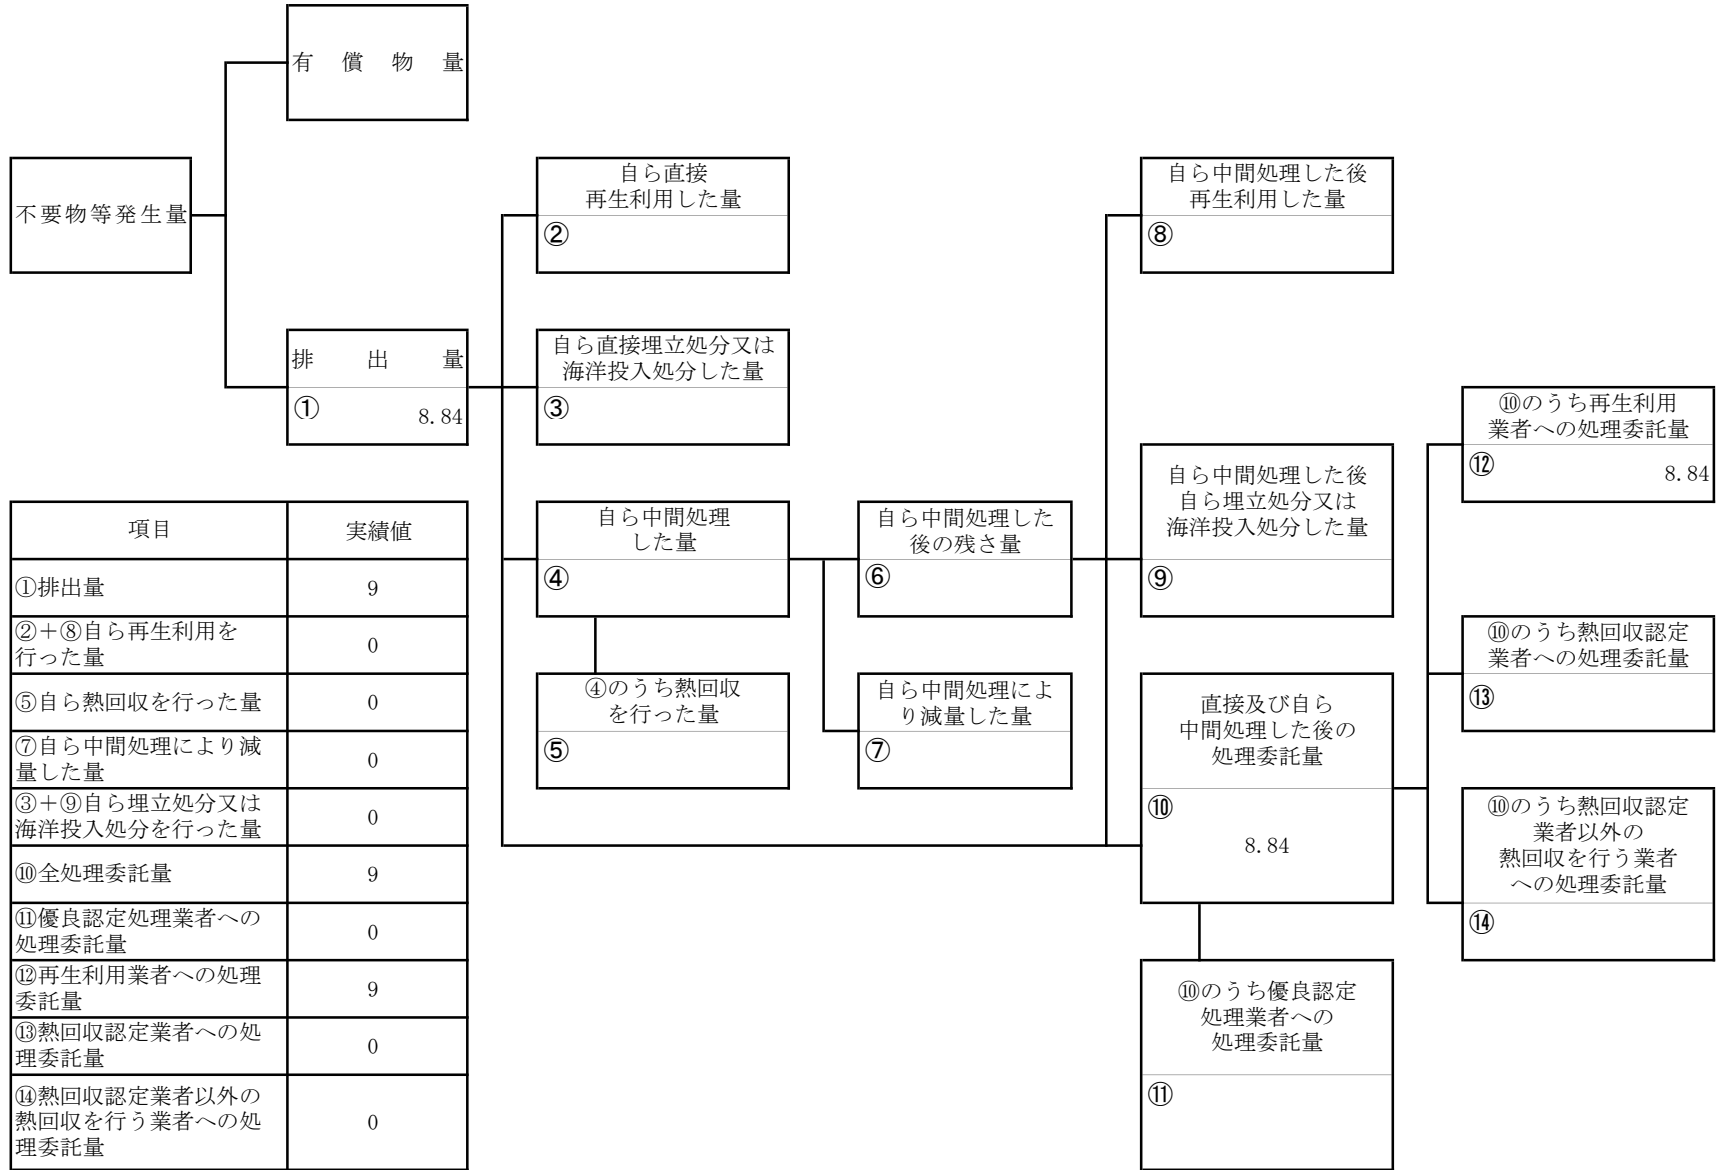 有償物量
不要物等発生量
排出量
①
8.84
自ら直接
再生利用した量
②
自ら直接埋立処分又は
海洋投入処分した量
③
自ら中間処理
した量
④
④のうち熱回収
を行った量
⑤
自ら中間処理した
後の残さ量
⑥
自ら中間処理によ
り減量した量
⑦
自ら中間処理した後
再生利用した量
⑧
自ら中間処理した後
自ら埋立処分又は
海洋投入処分した量
⑨
直接及び自ら
中間処理した後の
処理委託量
⑩
8.84
⑩のうち優良認定
処理業者への
処理委託量
⑪
⑩のうち再生利用
業者への処理委託量
⑫
8.84
⑩のうち熱回収認定
業者への処理委託量
⑬
⑩のうち熱回収認定
業者以外の
熱回収を行う業者
への処理委託量
⑭
項目 実績値
①排出量 9
②+⑧自ら再生利用を
行った量 0
⑤自ら熱回収を行った量 0
⑦自ら中間処理により減
量した量 0
③+⑨自ら埋立処分又は
海洋投入処分を行った量 0
⑩全処理委託量 9
⑪優良認定処理業者への
処理委託量 0
⑫再生利用業者への処理
委託量 9
⑬熱回収認定業者への処
理委託量 0
⑭熱回収認定業者以外の
熱回収を行う業者への処
理委託量 0